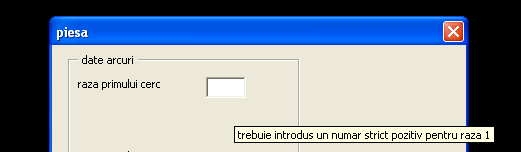 piesa
date arcuri
raza primului cerc
trebuie introdus un numar strict pozitiv pentru raza 1